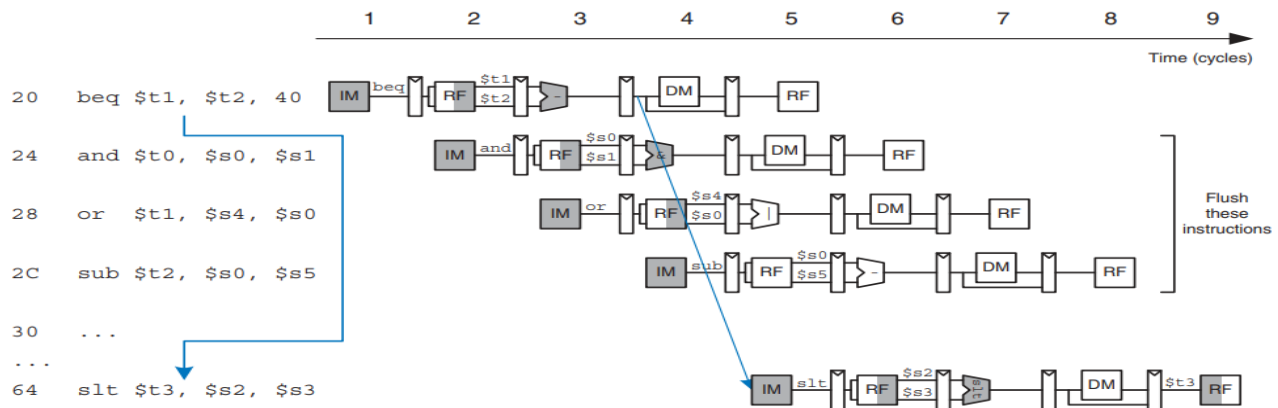 1 2 3 4 5 6 7 8 9
Time (cycles)
20 beq $t1, $t2, 40 IM beq RF $t1 $t2 - DM RF
24 and $t0, $s0, $s1 IM and RF $s0 $s1 & DM RF
28 or $t1, $s4, $s0 IM or RF $s4 $s0 | DM RF
2C sub $t2, $s0, $s5 IM sub RF $s0 $s5 - DM RF
Flush
these
instructions
30 ...
...
64 slt $t3, $s2, $s3 IM slt RF $s2 $s3 slt DM $t3 RF